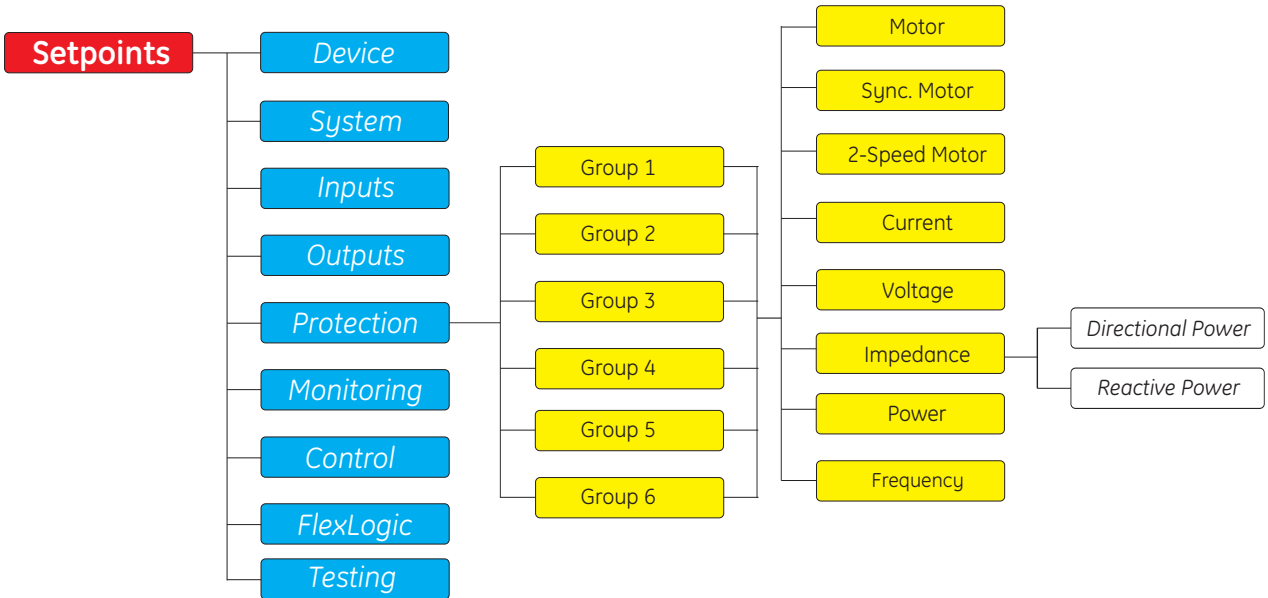 Setpoints
Device
System
Inputs
Outputs
Protection
Monitoring
Control
FlexLogic
Testing
Group 1
Group 2
Group 3
Group 4
Group 5
Group 6
Motor
Sync. Motor
2-Speed Motor
Current
Voltage
Impedance
Power
Frequency
Directional Power
Reactive Power